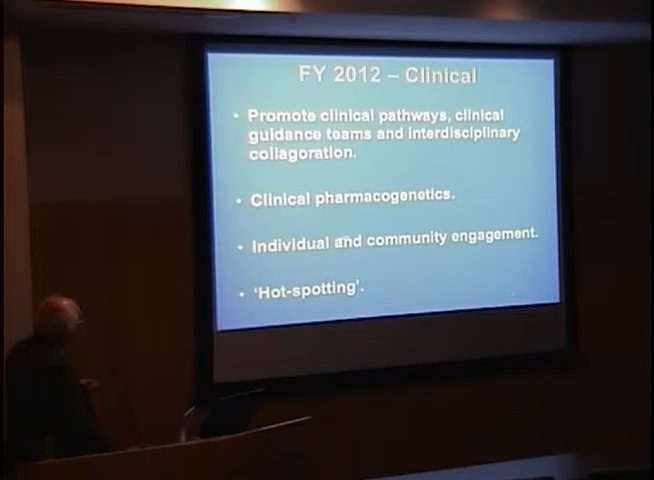 FY 2012 – Clinical
• Promote clinical pathways, clinical
guidance teams and interdisciplinary
collagoration.
• Clinical pharmacogenetics.
• Individual and community engagement.
• 'Hot-spotting'.